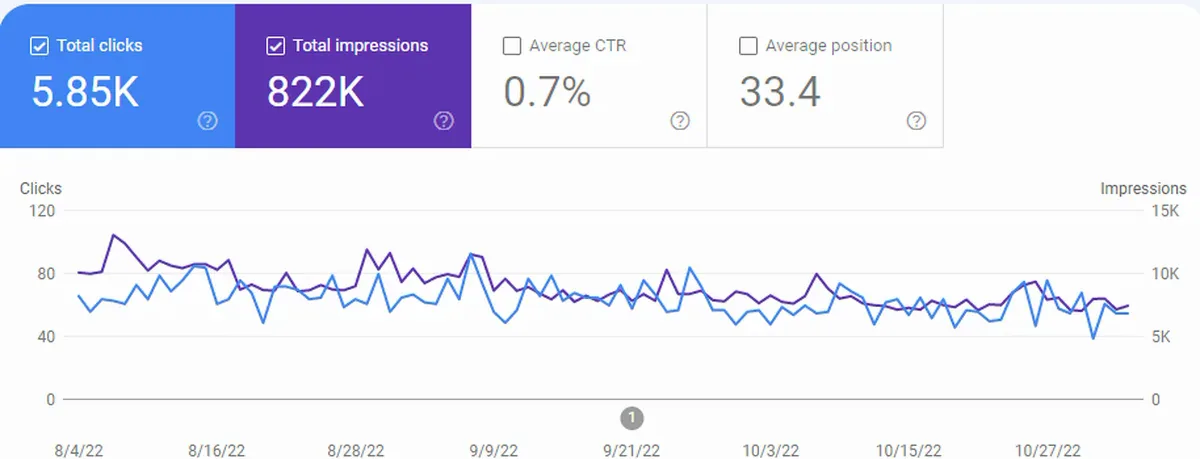 Total clicks Total impressions Average CTR Average position
5.85K 822K 0.7% 33.4
Clicks Impressions
120 15K
80 10K
40 5K
0 0
1
8/4/22 8/16/22 8/28/22 9/9/22 9/21/22 10/3/22 10/15/22 10/27/22